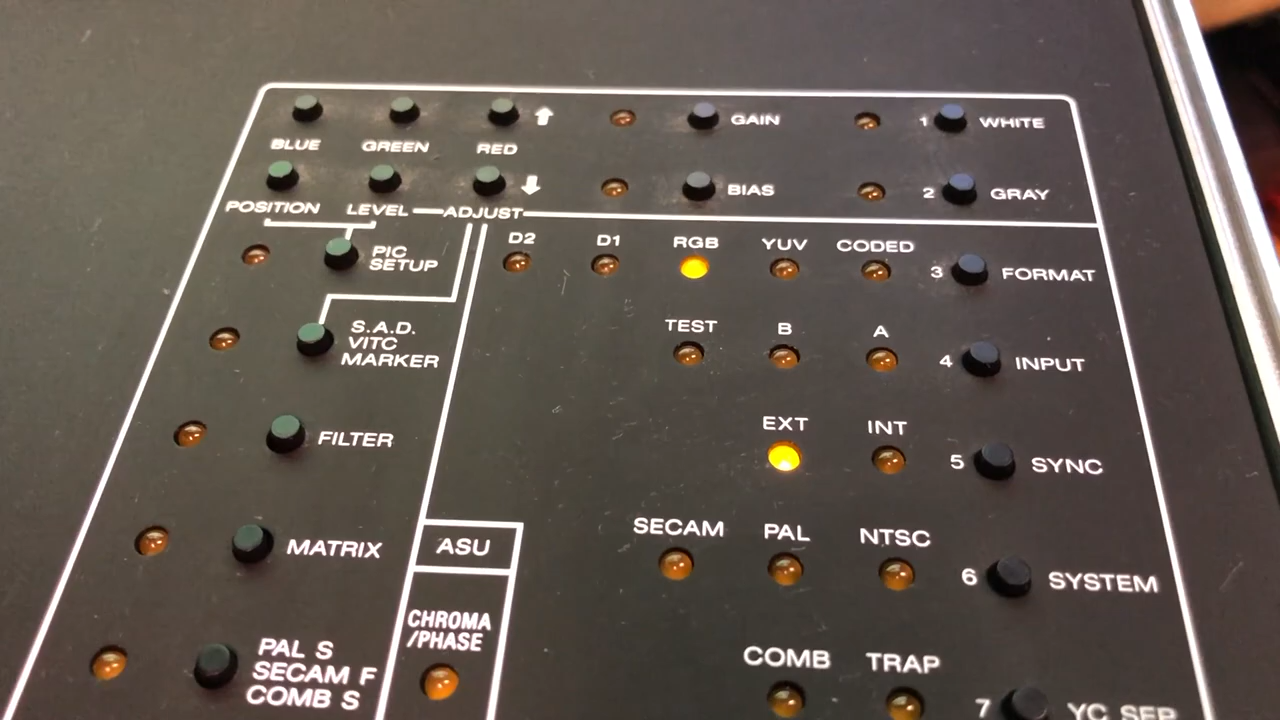 GAIN
1 WHITE
BLUE GREEN RED
BIAS
2 GRAY
POSITION LEVEL ADJUST
PIC
SETUP
D2 D1 RGB YUV CODED
3 FORMAT
S.A.D.
VITC
MARKER
TEST B A
4 INPUT
FILTER
EXT INT
5 SYNC
MATRIX
ASU
SECAM PAL NTSC
6 SYSTEM
CHROMA
/PHASE
PAL S
SECAM F
COMB S
COMB TRAP
7 YC SEP